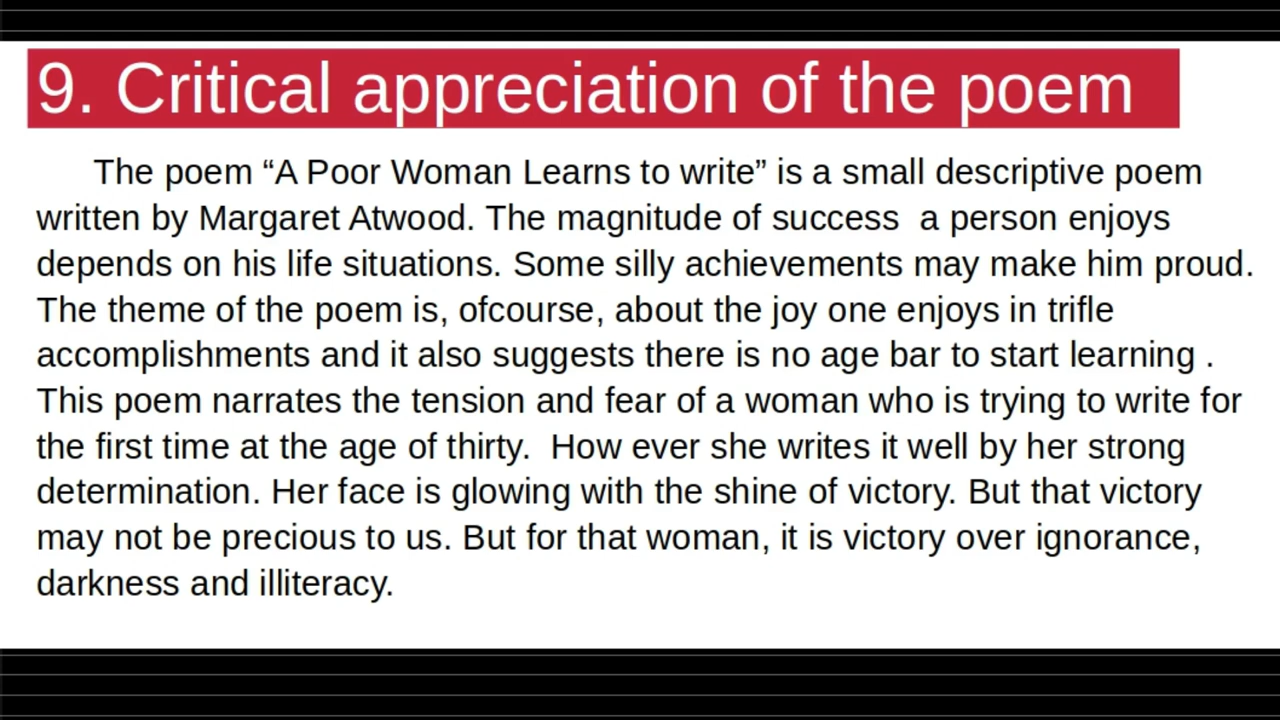 9. Critical appreciation of the poem
The poem “A Poor Woman Learns to write” is a small descriptive poem
written by Margaret Atwood. The magnitude of success  a person enjoys
depends on his life situations. Some silly achievements may make him proud.
The theme of the poem is, ofcourse, about the joy one enjoys in trifle
accomplishments and it also suggests there is no age bar to start learning .
This poem narrates the tension and fear of a woman who is trying to write for
the first time at the age of thirty.  How ever she writes it well by her strong
determination. Her face is glowing with the shine of victory. But that victory
may not be precious to us. But for that woman, it is victory over ignorance,
darkness and illiteracy.